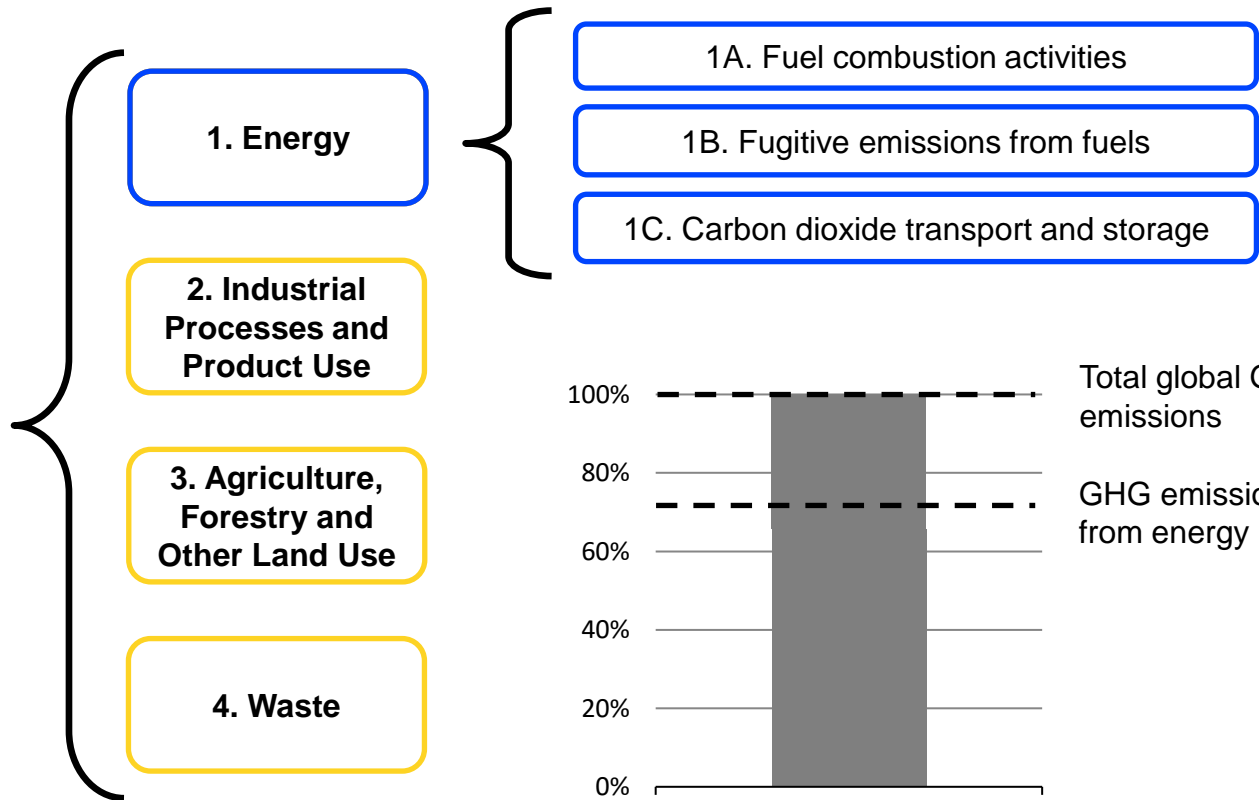 1A. Fuel combustion activities
1. Energy
1B. Fugitive emissions from fuels
1C. Carbon dioxide transport and storage
2. Industrial
Processes and
Product Use
3. Agriculture,
Forestry and
Other Land Use
4. Waste
100%
80%
60%
40%
20%
0%
Total global
emissions
GHG
from energy